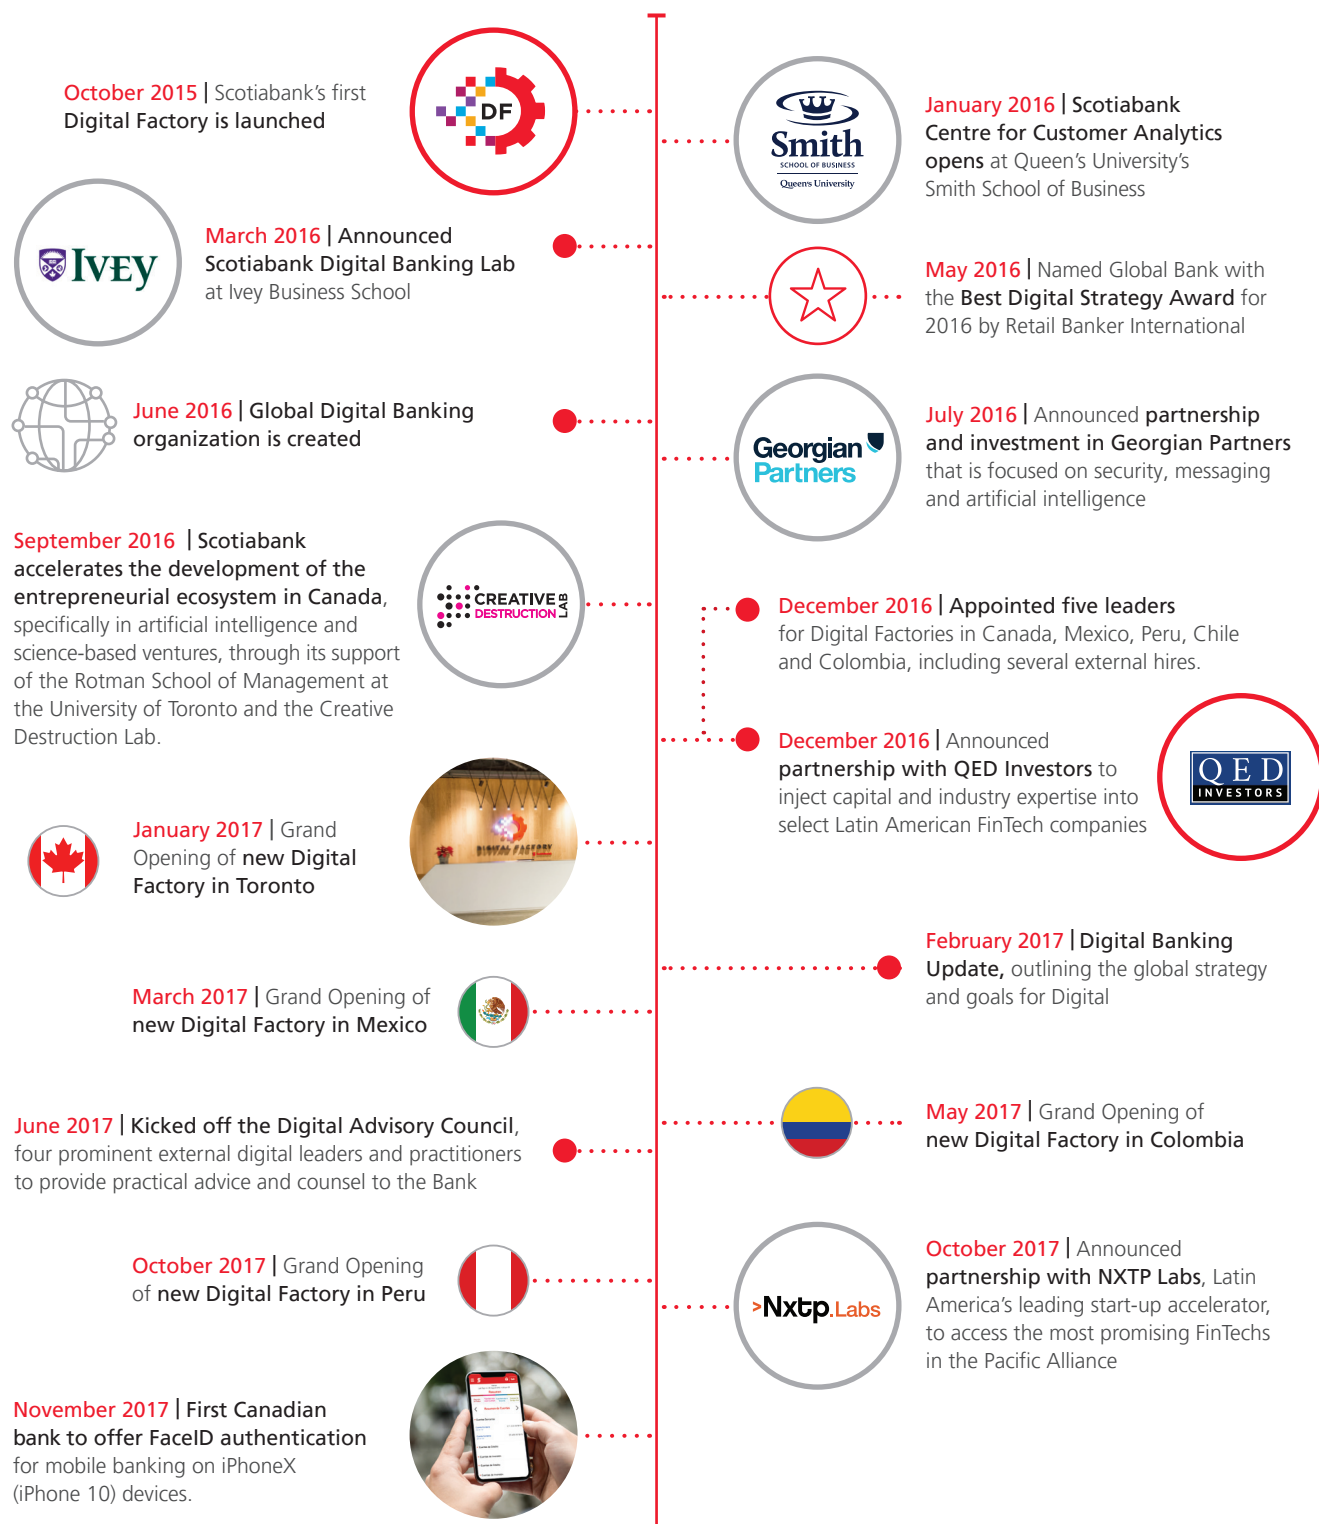 October 2015 | Scotiabank's first
Digital Factory is launched
DF
January 2016 | Scotiabank
Centre for Customer Analytics
opens at Queen's University's
Smith School of Business
Smith
SCHOOL OF BUSINESS
Queen's University
IVEY
March 2016 | Announced
Scotiabank Digital Banking Lab
at Ivey Business School
May 2016 | Named Global Bank with
the Best Digital Strategy Award for
2016 by Retail Banker International
June 2016 | Global Digital Banking
organization is created
Georgian
Partners
July 2016 | Announced partnership
and investment in Georgian Partners
that is focused on security, messaging
and artificial intelligence
September 2016 | Scotiabank
accelerates the development of the
entrepreneurial ecosystem in Canada,
specifically in artificial intelligence and
science-based ventures, through its support
of the Rotman School of Management at
the University of Toronto and the Creative
Destruction Lab.
CREATIVE
DESTRUCTION
LAB
December 2016 | Appointed five leaders
for Digital Factories in Canada, Mexico, Peru, Chile
and Colombia, including several external hires.
December 2016 | Announced
partnership with QED Investors to
inject capital and industry expertise into
select Latin American FinTech companies
QED
INVESTORS
January 2017 | Grand
Opening of new Digital
Factory in Toronto
DIGITAL FACTORY
February 2017 | Digital Banking
Update, outlining the global strategy
and goals for Digital
March 2017 | Grand Opening of
new Digital Factory in Mexico
May 2017 | Grand Opening of
new Digital Factory in Colombia
June 2017 | Kicked off the Digital Advisory Council,
four prominent external digital leaders and practitioners
to provide practical advice and counsel to the Bank
October 2017 | Grand Opening
of new Digital Factory in Peru
>Nxtp.Labs
October 2017 | Announced
partnership with NXTP Labs, Latin
America's leading start-up accelerator,
to access the most promising FinTechs
in the Pacific Alliance
November 2017 | First Canadian
bank to offer FaceID authentication
for mobile banking on iPhoneX
(iPhone 10) devices.